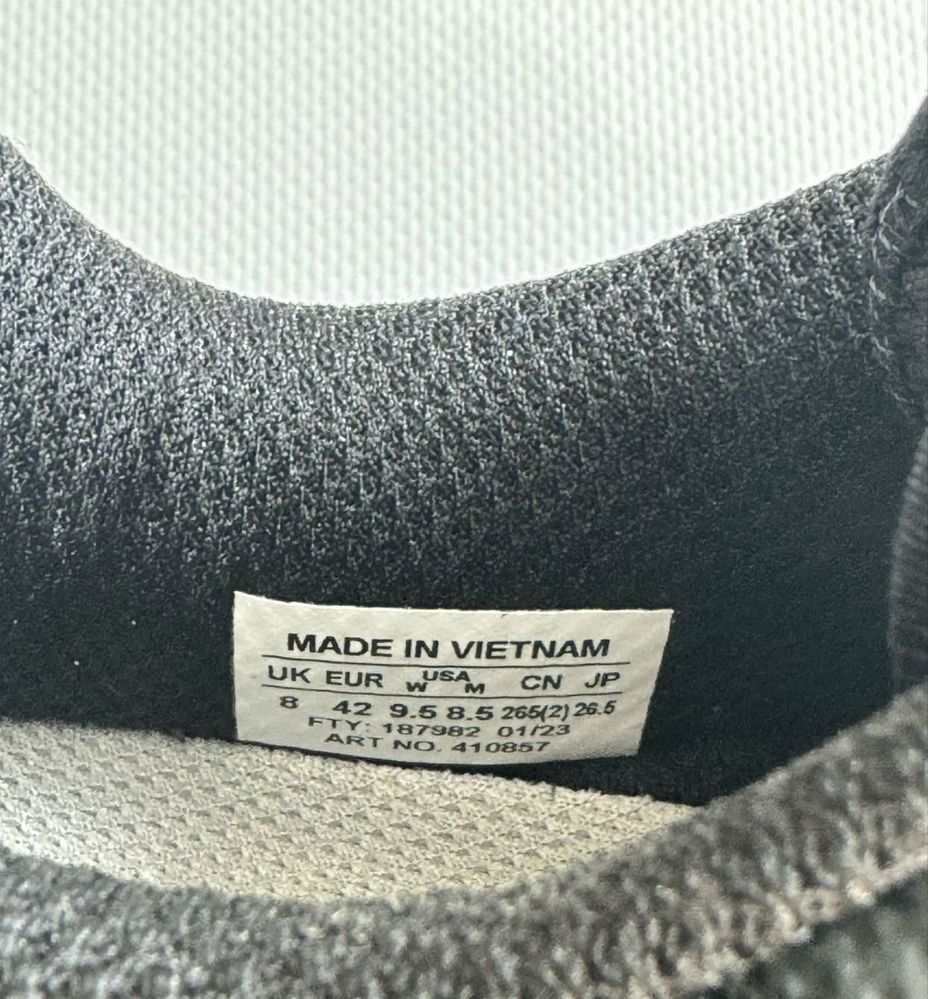 MADE IN VIETNAM
UK EUR W USA M CN JP
8 42 9.5 8.5 265(2) 26.5
FTY: 187982 01/23
ART NO. 410857